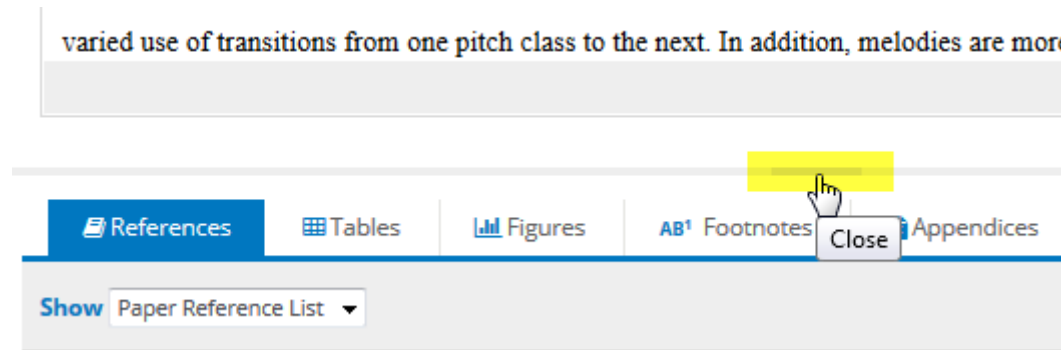 varied use of transitions from one pitch class to the next. In addition, melodies are more
References Tables Figures AB¹ Footnotes Appendices
Close
Show Paper Reference List